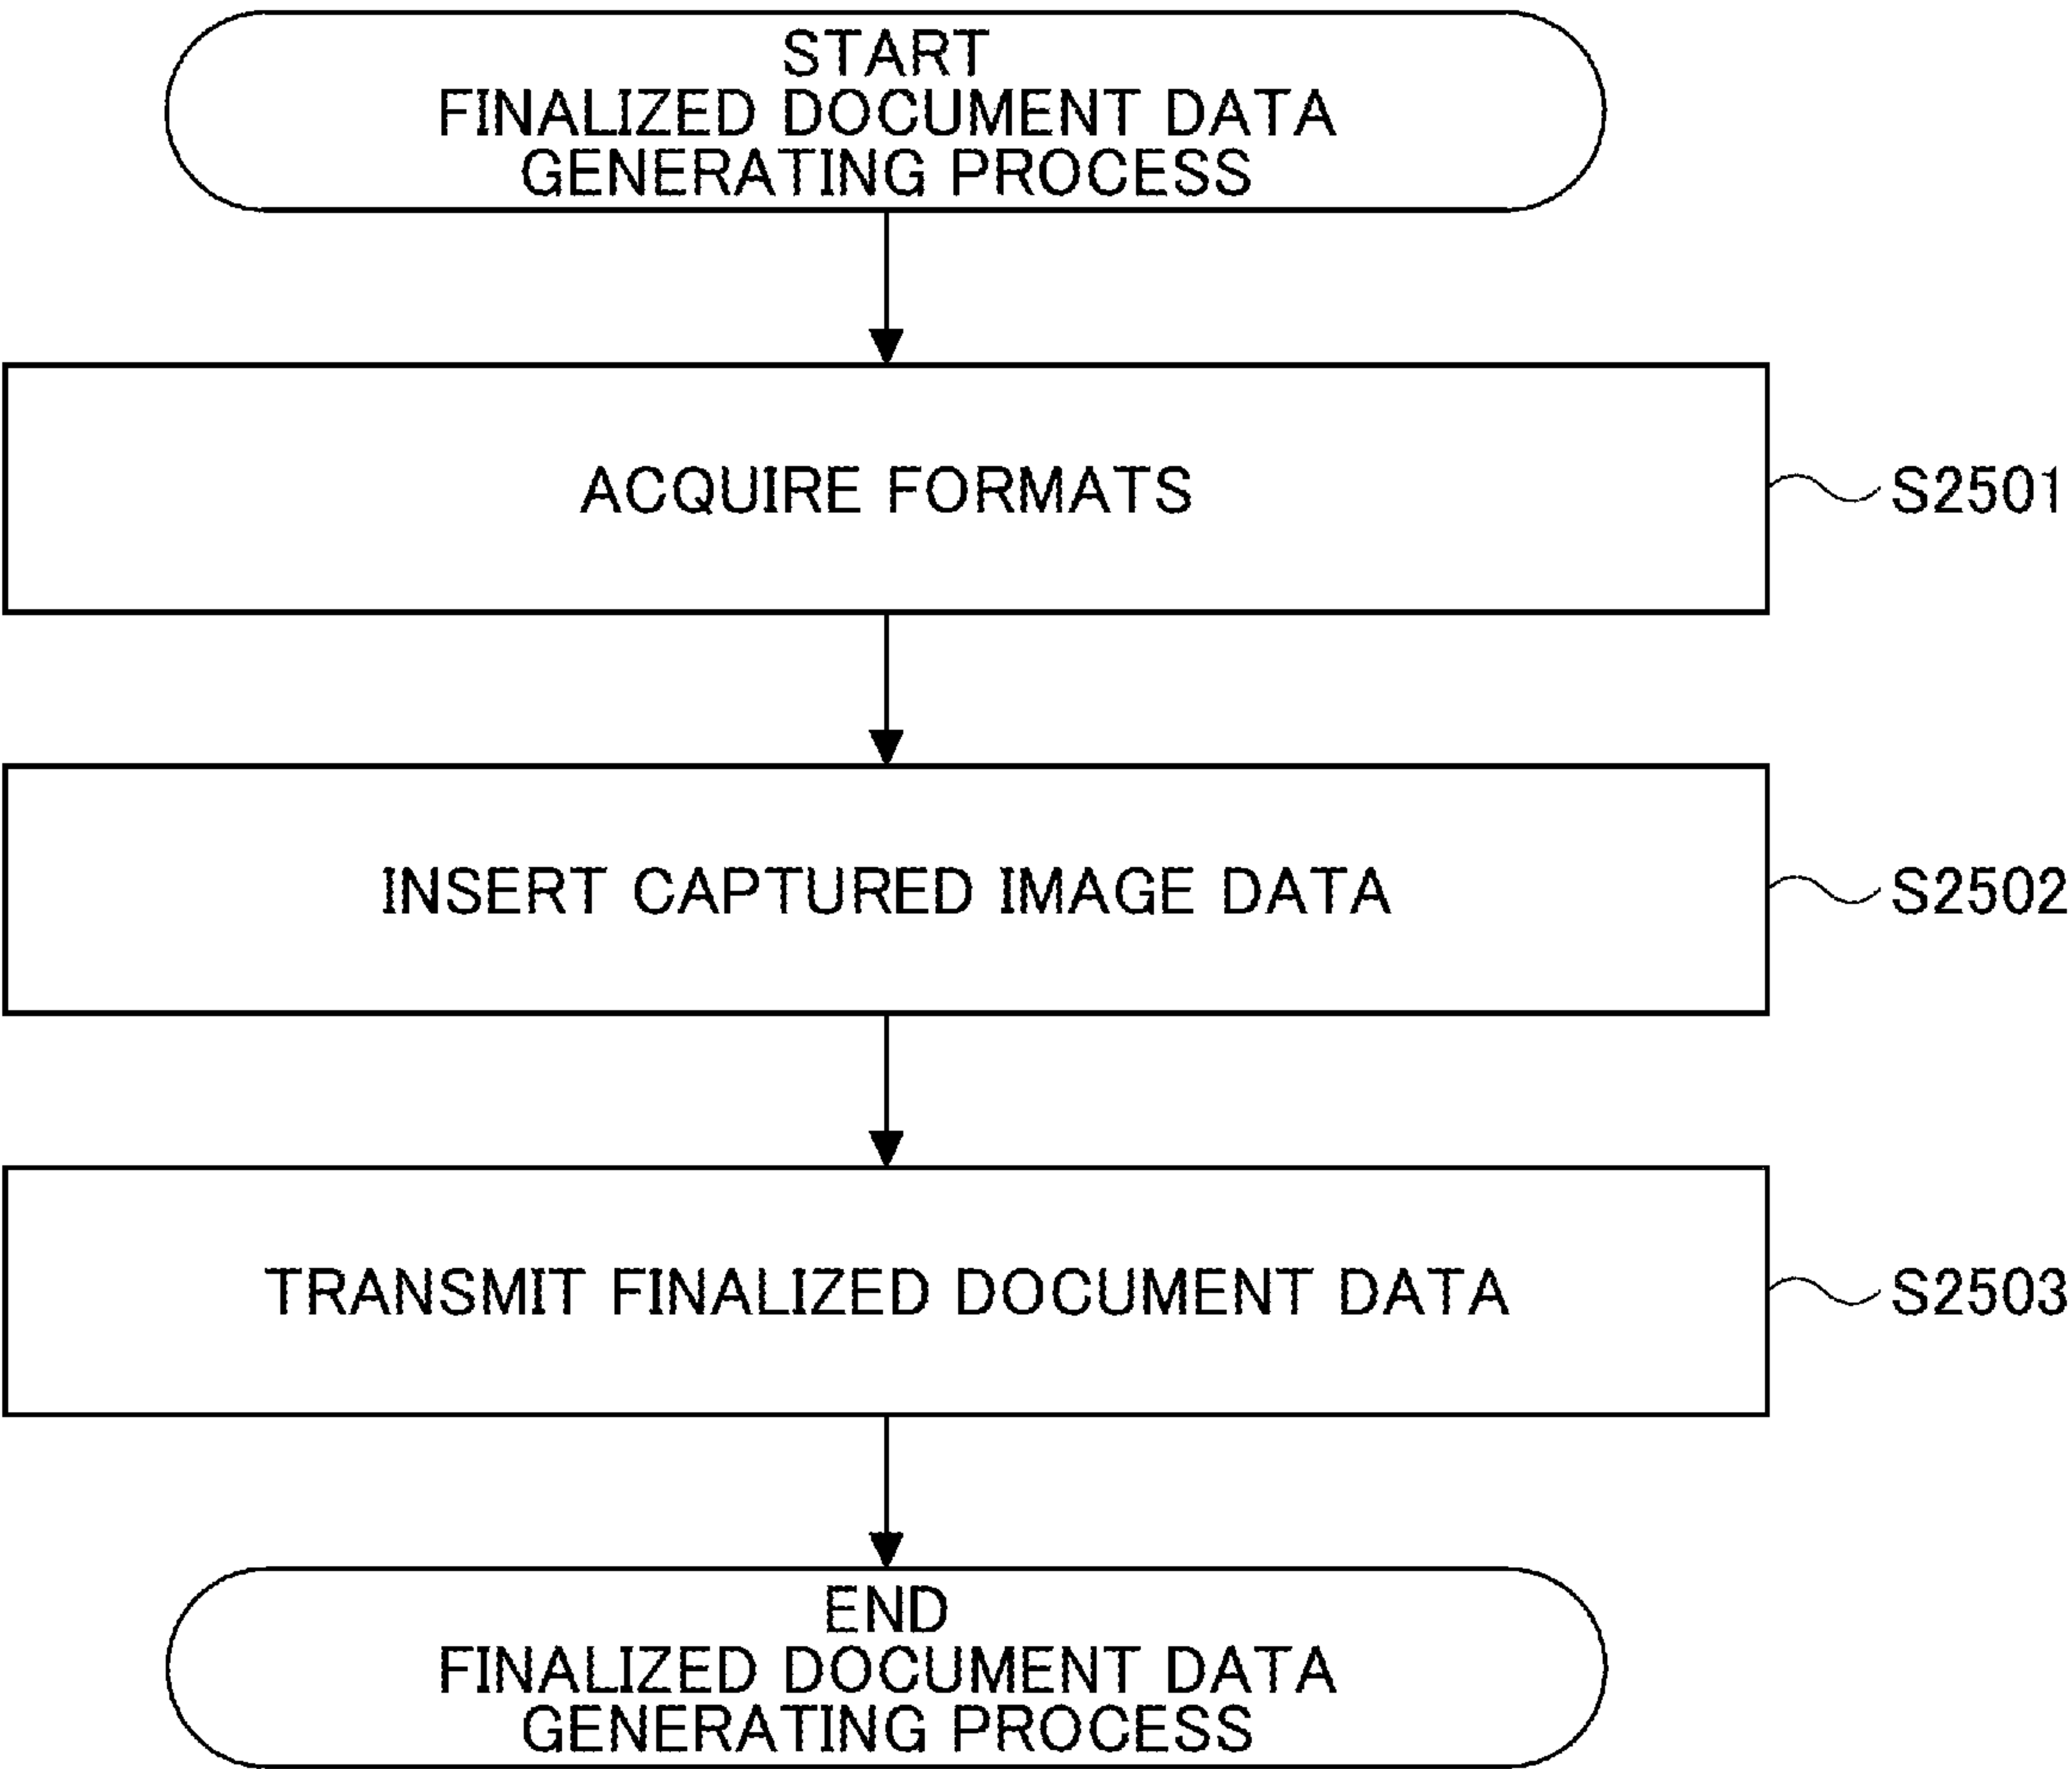 START
FINALIZED DOCUMENT DATA
GENERATING PROCESS
ACQUIRE FORMATS
S2501
INSERT CAPTURED IMAGE DATA
S2502
TRANSMIT FINALIZED DOCUMENT DATA
S2503
END
FINALIZED DOCUMENT DATA
GENERATING PROCESS